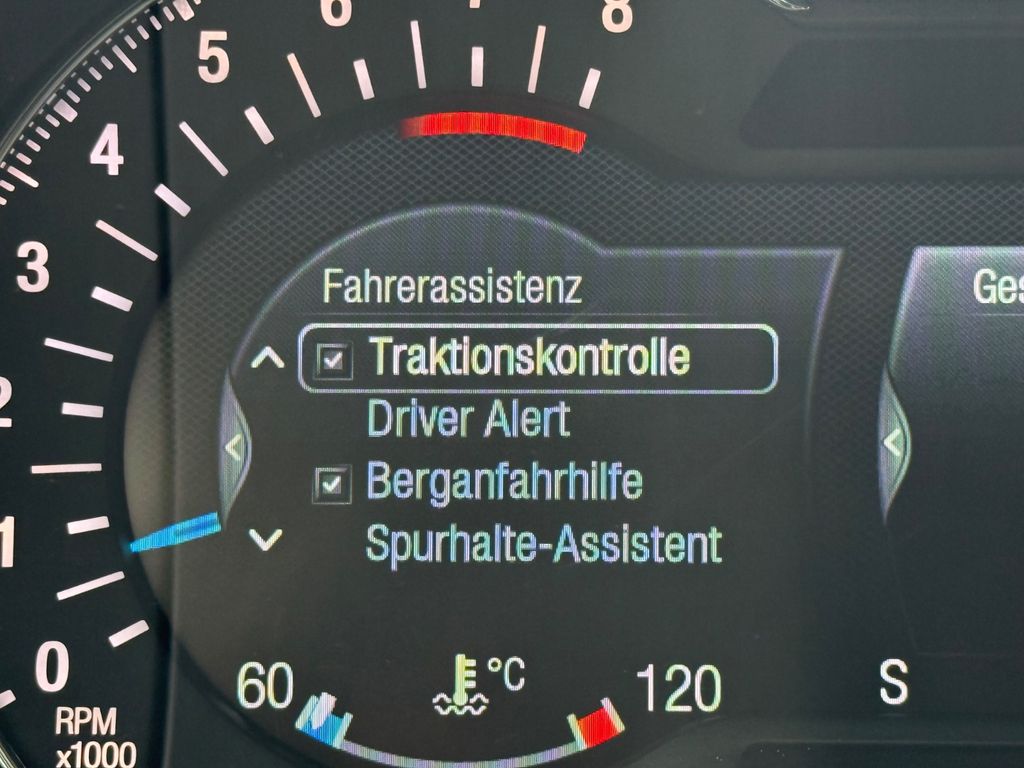 6
7
8
5
4
3
2
1
0
RPM
x1000
Fahrerassistenz
Traktionskontrolle
Driver Alert
Berganfahrhilfe
Spurhalte-Assistent
60
°C
120
Ges
S